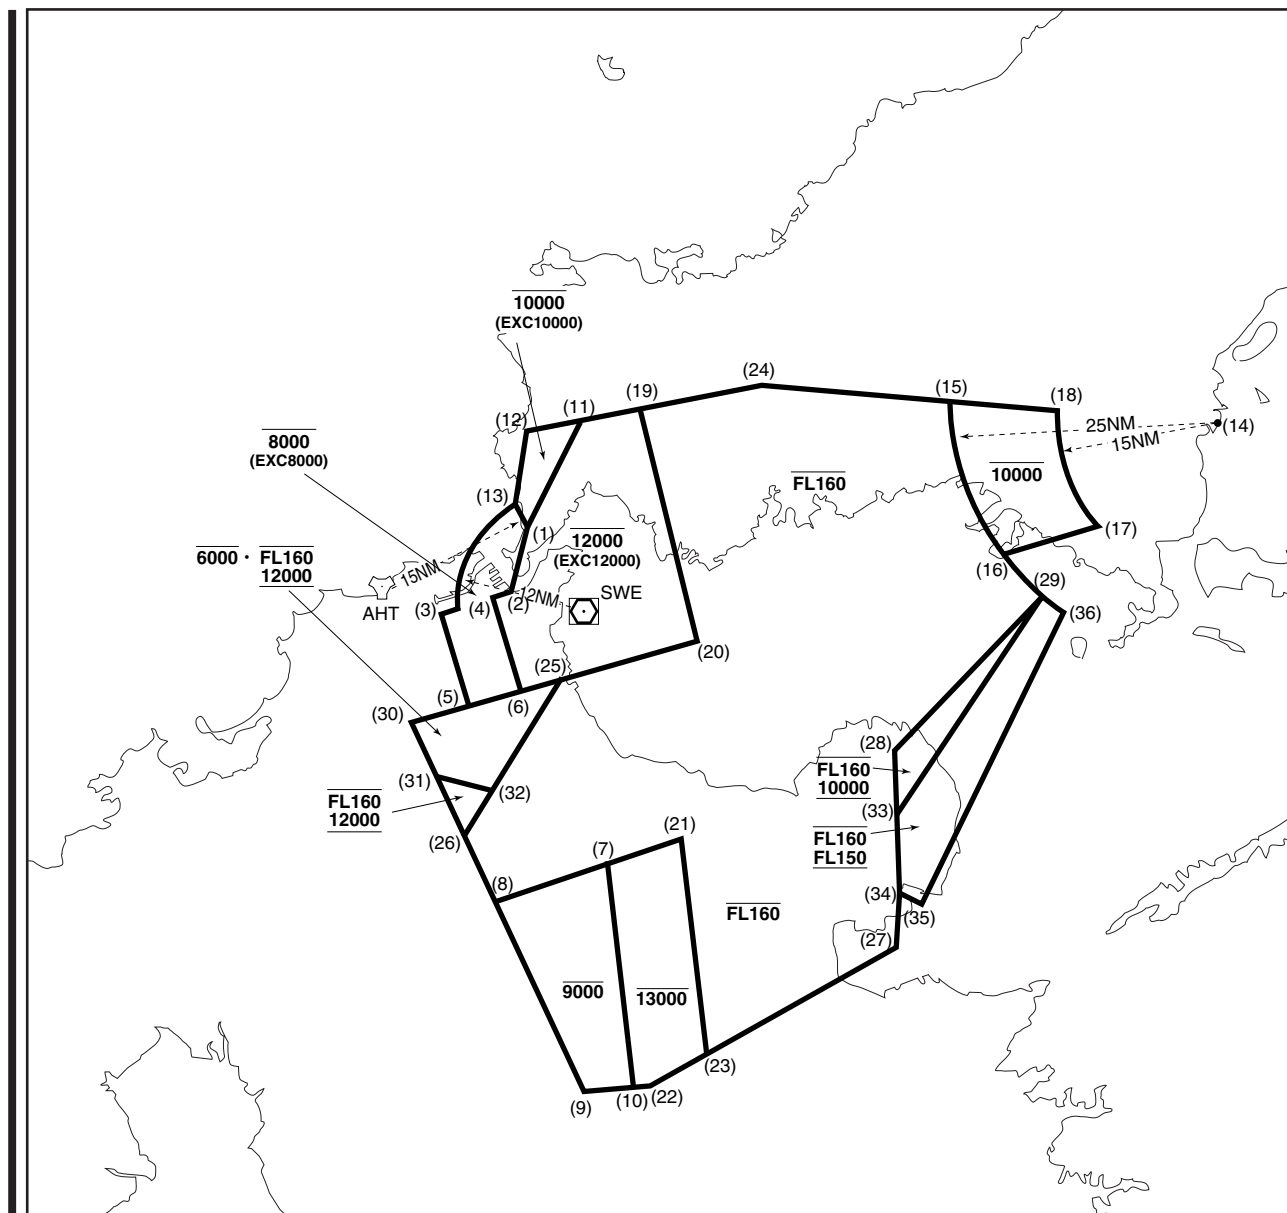 10000
(EXC10000)
(24)
(19)
(15)
(18)
(11)
(12)
25NM
(14)
15NM
8000
(EXC8000)
FL160
10000
(13)
(17)
(1)
12000
(EXC12000)
6000・FL160
12000
15NM
(16)
(29)
AHT
(3)
(4)
(2)
12NM
SWE
(36)
(20)
(25)
(5)
(6)
(30)
(28)
(31)
(32)
FL160
10000
FL160
12000
(33)
(26)
(21)
FL160
FL150
(7)
(8)
(34)
(35)
FL160
(27)
9000
13000
(23)
(9)
(10)
(22)